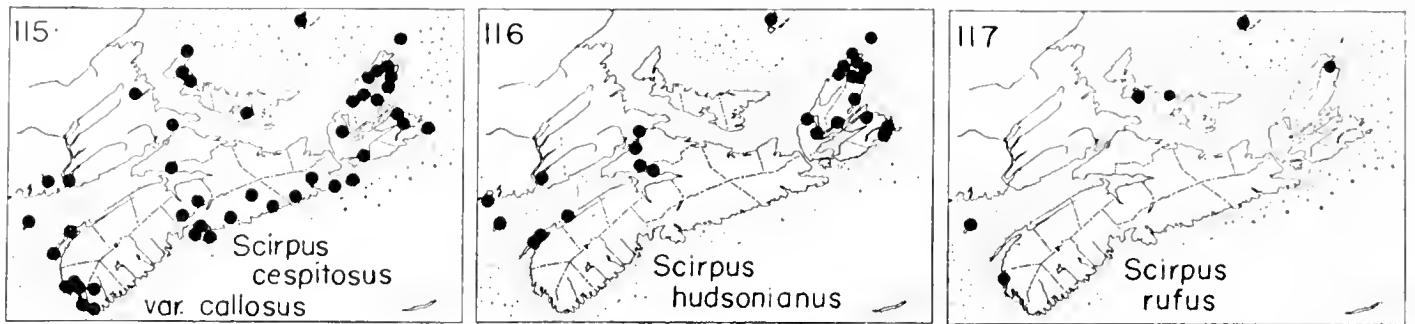 115
Scirpus
cespitosus
var. callosus
116
Scirpus
hudsonianus
117
Scirpus
rufus